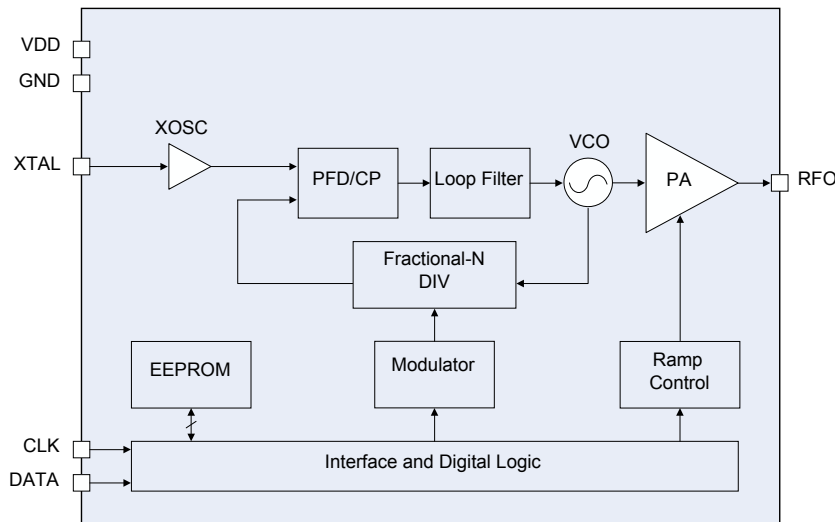 VDD
GND
XOSC
VCO
XTAL
PFD/CP
Loop Filter
PA
RFO
Fractional-N
DIV
EEPROM
Modulator
Ramp
Control
CLK
Interface and Digital Logic
DATA